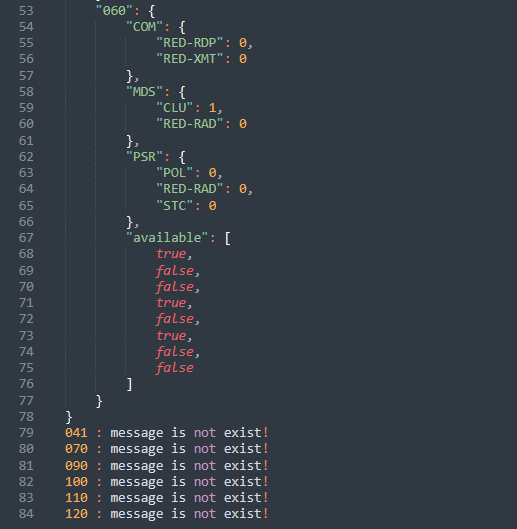 53 "060": {
54 "COM": {
55 "RED-RDP": 0,
56 "RED-XMT": 0
57 },
58 "MDS": {
59 "CLU": 1,
60 "RED-RAD": 0
61 },
62 "PSR": {
63 "POL": 0,
64 "RED-RAD": 0,
65 "STC": 0
66 },
67 "available": [
68 true,
69 false,
70 false,
71 true,
72 false,
73 true,
74 false,
75 false
76 ]
77 }
78 }
79 041 : message is not exist!
80 070 : message is not exist!
81 090 : message is not exist!
82 100 : message is not exist!
83 110 : message is not exist!
84 120 : message is not exist!